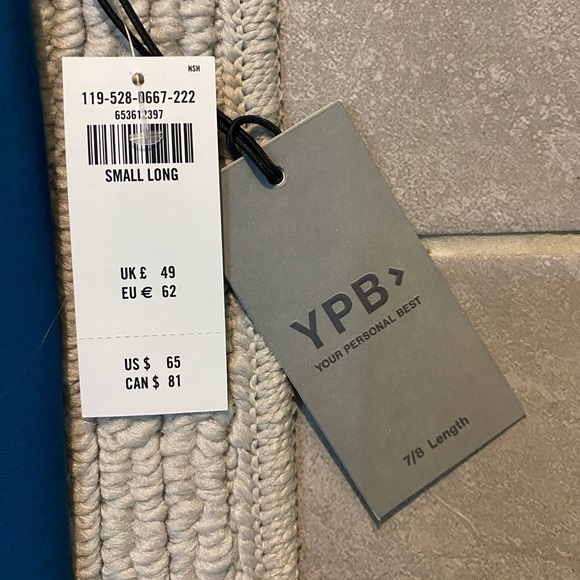 NSH
119-528-0667-222
653612397
SMALL LONG
UK £ 49
EU € 62
US $ 65
CAN $ 81
YPB>
YOUR PERSONAL BEST
7/8 Length